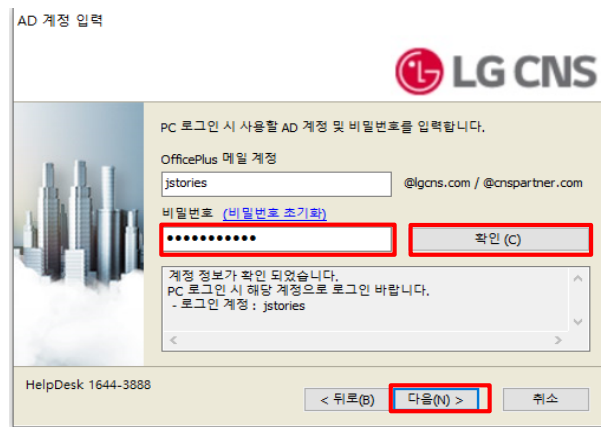 AD 계정 입력
LG CNS
PC 로그인 시 사용할 AD 계정 및 비밀번호를 입력합니다.
OfficePlus 메일 계정
jstories @lgcns.com / @cnspartner.com
비밀번호 (비밀번호 초기화)
●●●●●●●●●●● 확인 (C)
계정 정보가 확인 되었습니다.
PC 로그인 시 해당 계정으로 로그인 바랍니다.
- 로그인 계정 : jstories
HelpDesk 1644-3888
< 뒤로(B) 다음(N) > 취소